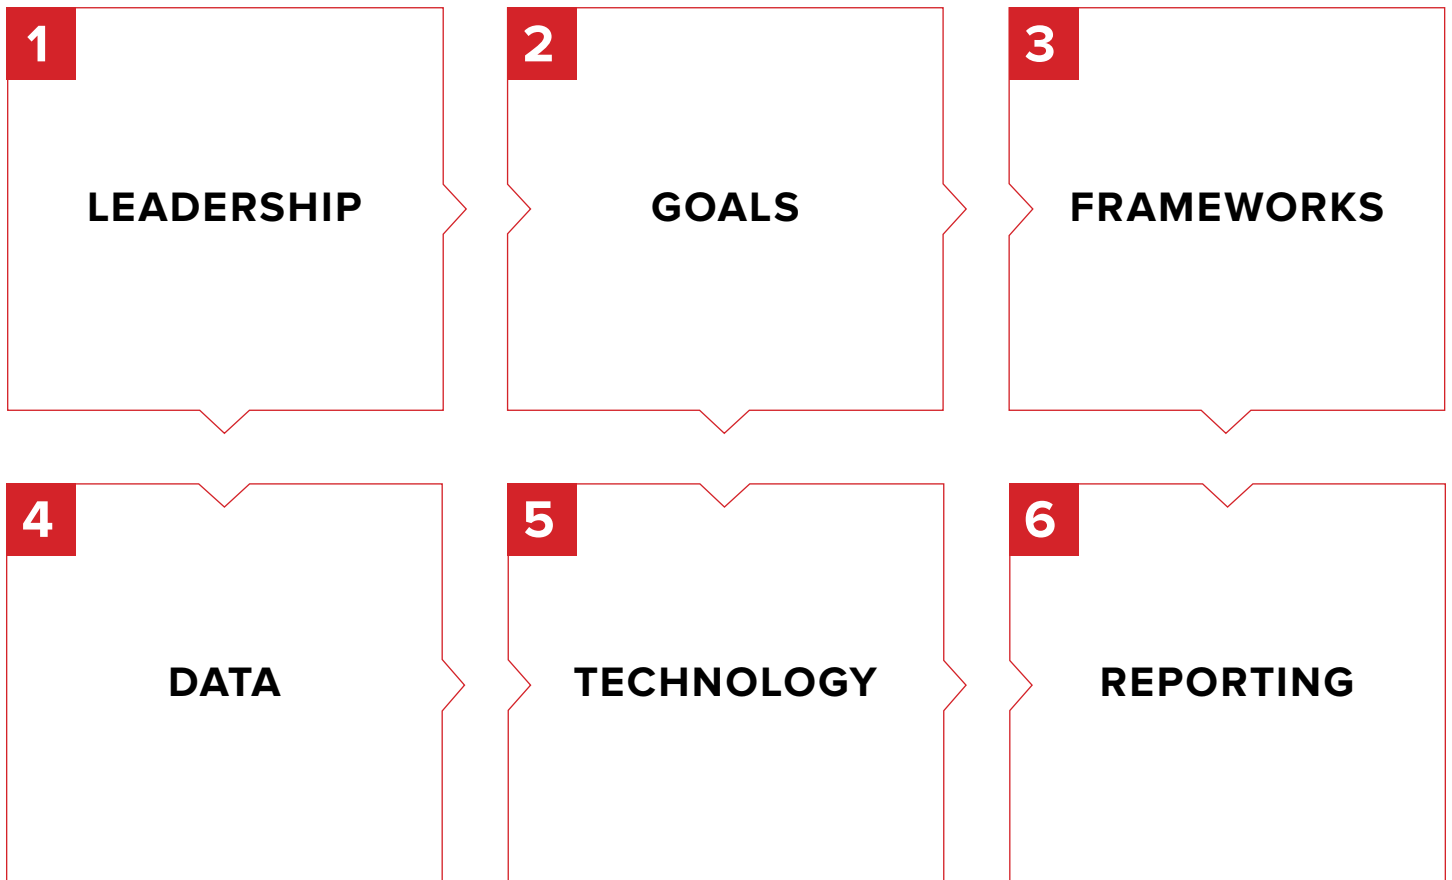 1
LEADERSHIP
2
GOALS
3
FRAMEWORKS
4
DATA
5
TECHNOLOGY
6
REPORTING